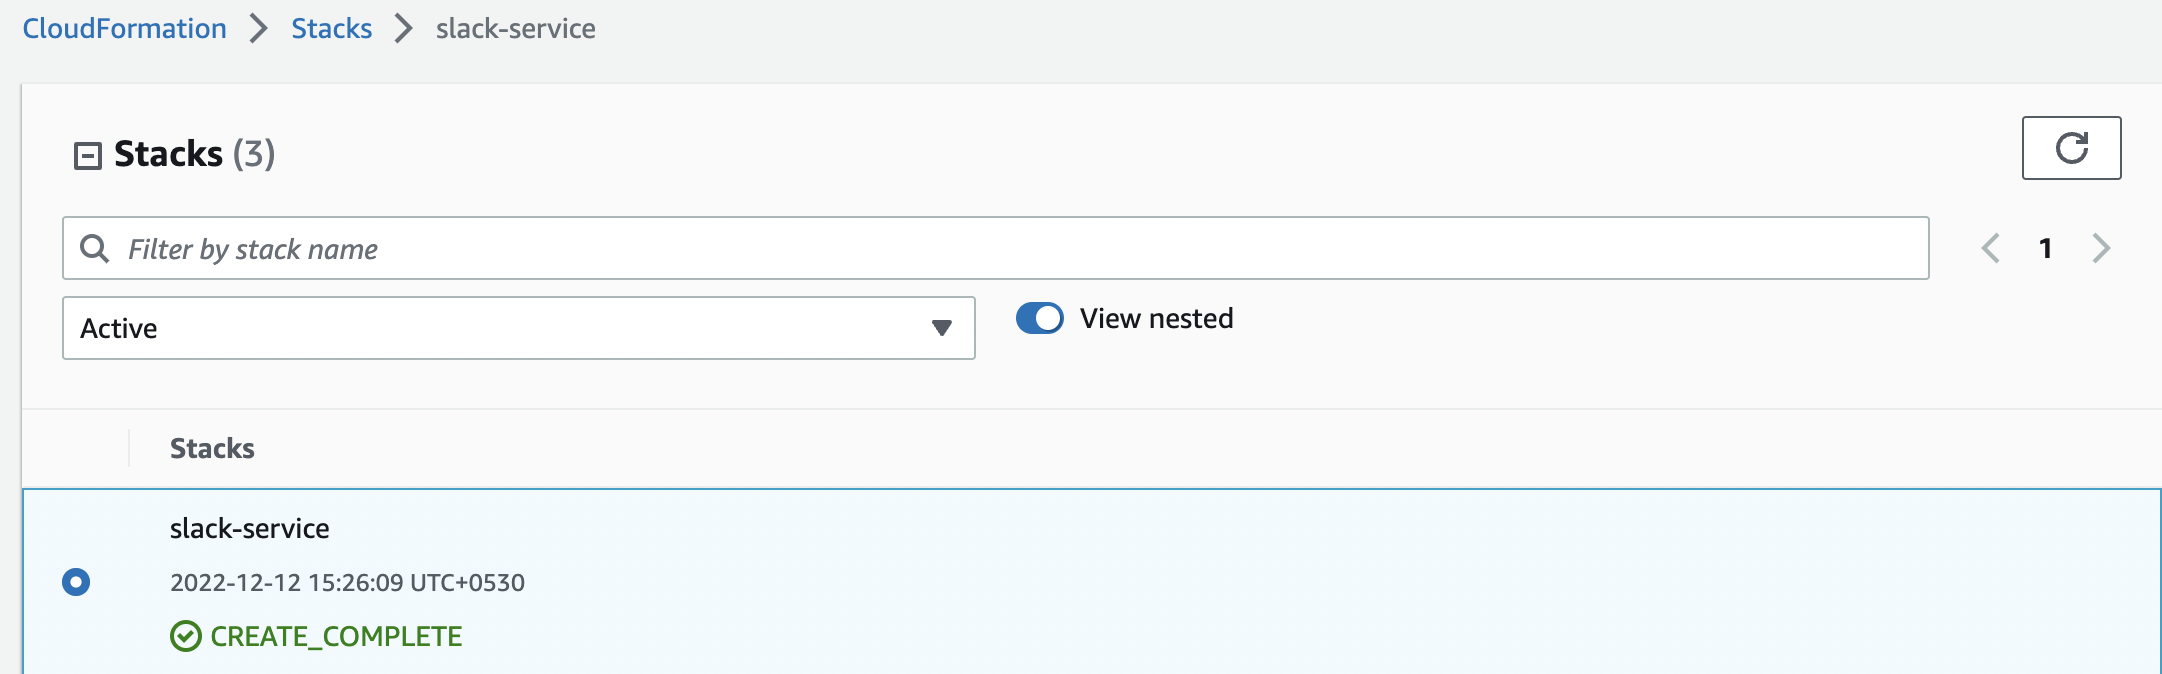 CloudFormation > Stacks > slack-service
Stacks (3)
Filter by stack name
1
Active
View nested
Stacks
slack-service
2022-12-12 15:26:09 UTC+0530
CREATE_COMPLETE